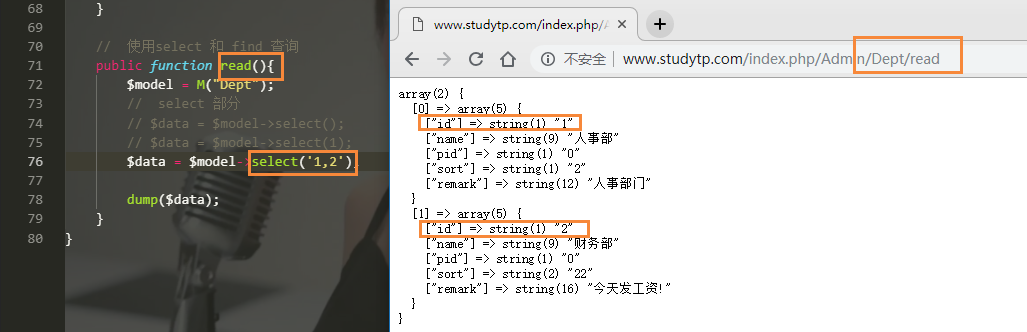 68
}
69
70
// 使用select 和 find 查询
71
public function read(){
72
$model = M("Dept");
73
// select 部分
74
// $data = $model->select();
75
// $data = $model->select(1);
76
$data = $model->select('1,2');
77
78
dump($data);
79
}
80
}
www.studytp.com/index.php/A
不安全 | www.studytp.com/index.php/Admin/Dept/read
array(2) {
[0] => array(5) {
["id"] => string(1) "1"
["name"] => string(9) "人事部"
["pid"] => string(1) "0"
["sort"] => string(1) "2"
["remark"] => string(12) "人事部门"
}
[1] => array(5) {
["id"] => string(1) "2"
["name"] => string(9) "财务部"
["pid"] => string(1) "0"
["sort"] => string(2) "22"
["remark"] => string(16) "今天发工资!"
}
}